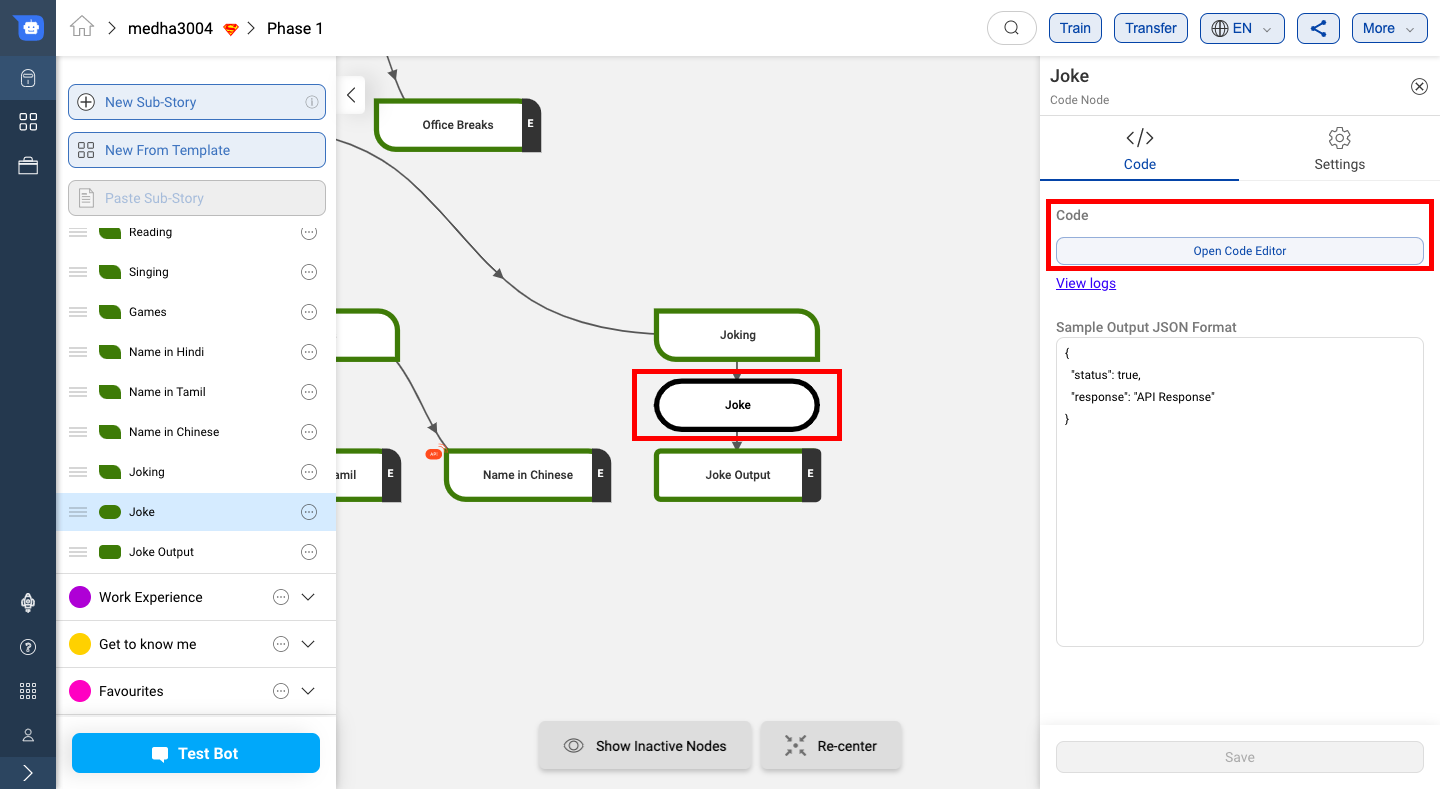 medha3004
Phase 1
Train
Transfer
EN
More
New Sub-Story
New From Template
Paste Sub-Story
Reading
Singing
Games
Name in Hindi
Name in Tamil
Name in Chinese
Joking
Joke
Joke Output
Work Experience
Get to know me
Favourites
Test Bot
Office Breaks
E
Joking
Joke
amil
E
API
Name in Chinese
E
Joke Output
E
Show Inactive Nodes
Re-center
Joke
Code Node
</>
Code
Settings
Code
Open Code Editor
View logs
Sample Output JSON Format
{
"status": true,
"response": "API Response"
}
Save